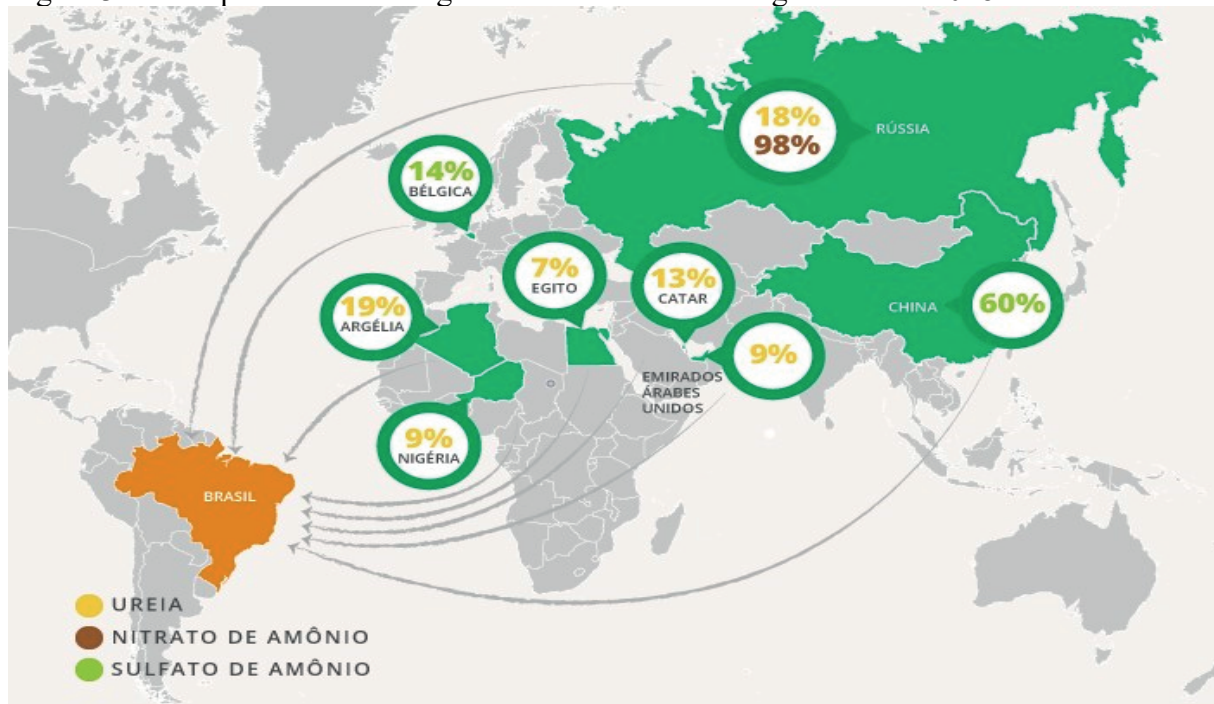 18%
98%
RÚSSIA
14%
BÉLGICA
7%
EGITO
13%
CATAR
19%
ARGÉLIA
CHINA
60%
9%
EMIRADOS
ÁRABES
UNIDOS
9%
NIGÉRIA
BRASIL
UREIA
NITRATO DE AMÔNIO
SULFATO DE AMÔNIO